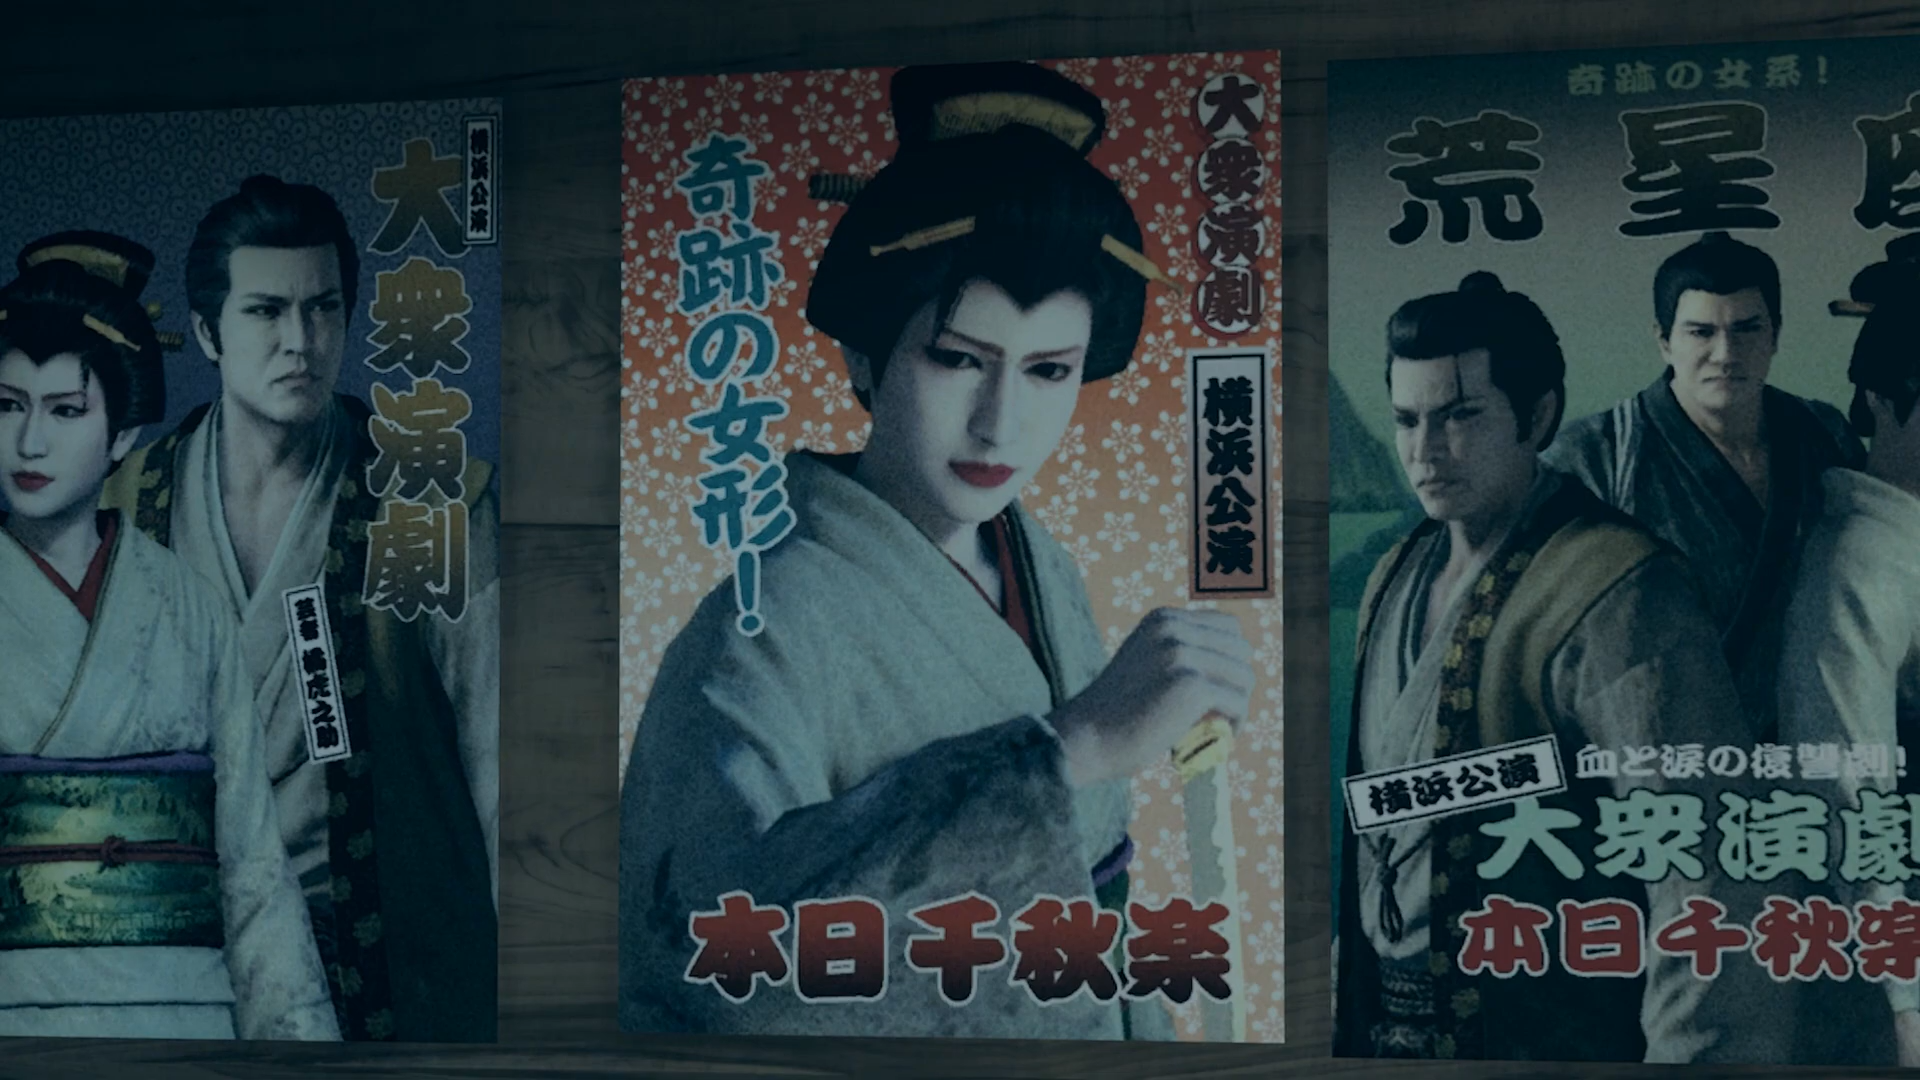 横浜公演
大衆演劇
芸者 橘虎之助
大衆演劇
横浜公演
奇跡の女形!
本日千秋楽
奇跡の女系!
荒星座
横浜公演
血と涙の復讐劇!
大衆演劇
本日千秋楽